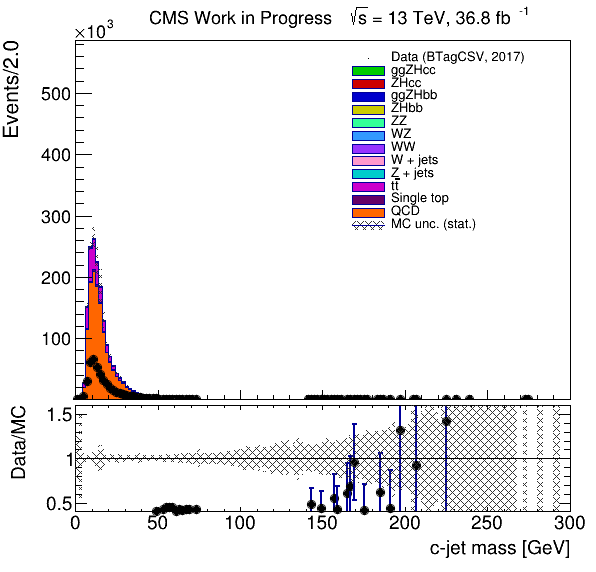 CMS Work in Progress √s = 13 TeV, 36.8 fb⁻¹
×10³
Events/2.0
500
400
300
200
100
Data (BTagCSV, 2017)
ggZHcc
ZHcc
ggZHbb
ZHbb
ZZ
WZ
WW
W + jets
Z + jets
tt̅
Single top
QCD
MC unc. (stat.)
Data/MC
1.5
1
0.5
0 50 100 150 200 250 300
c-jet mass [GeV]